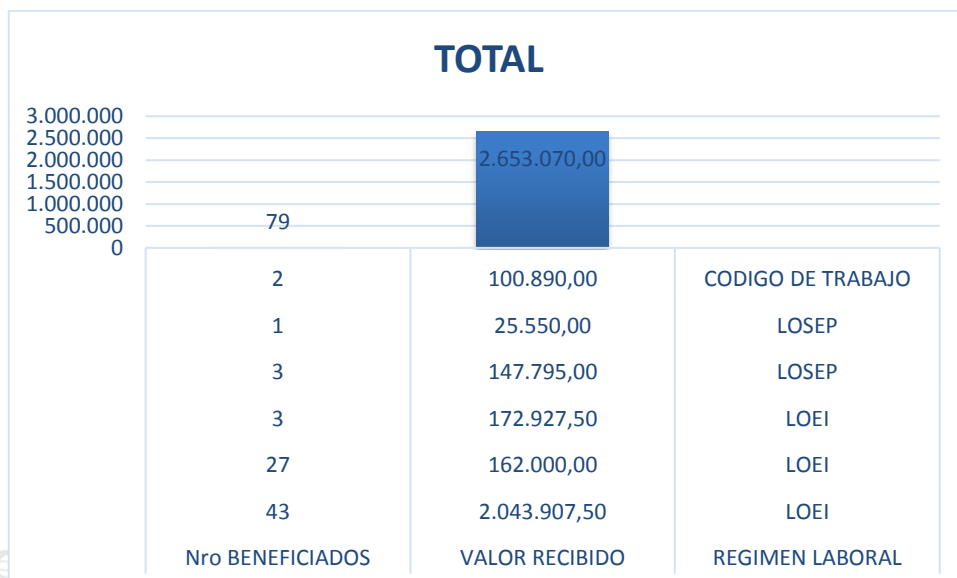 TOTAL
3.000.000
2.500.000
2.000.000
1.500.000
1.000.000
500.000
0
2.653.070,00
79
2 100.890,00 CODIGO DE TRABAJO
1 25.550,00 LOSEP
3 147.795,00 LOSEP
3 172.927,50 LOEI
27 162.000,00 LOEI
43 2.043.907,50 LOEI
Nro BENEFICIADOS VALOR RECIBIDO REGIMEN LABORAL